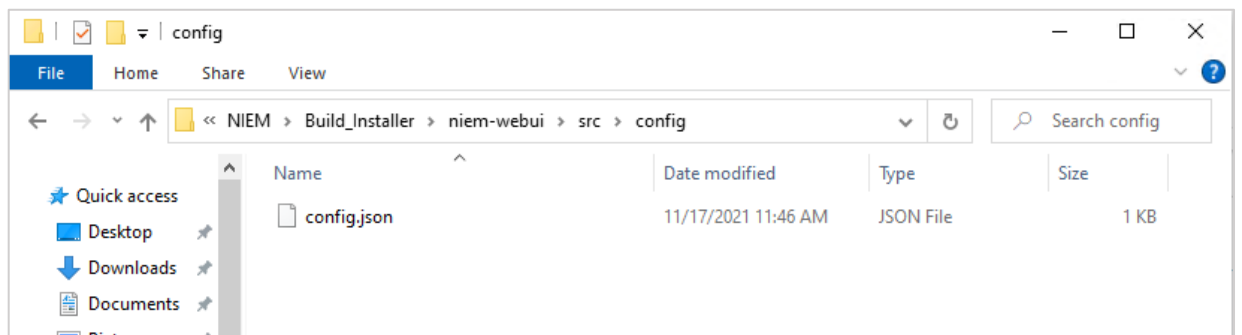 config
File Home Share View
« NIEM > Build_Installer > niem-webui > src > config Search config
Name Date modified Type Size
Quick access
config.json 11/17/2021 11:46 AM JSON File 1 KB
Desktop
Downloads
Documents